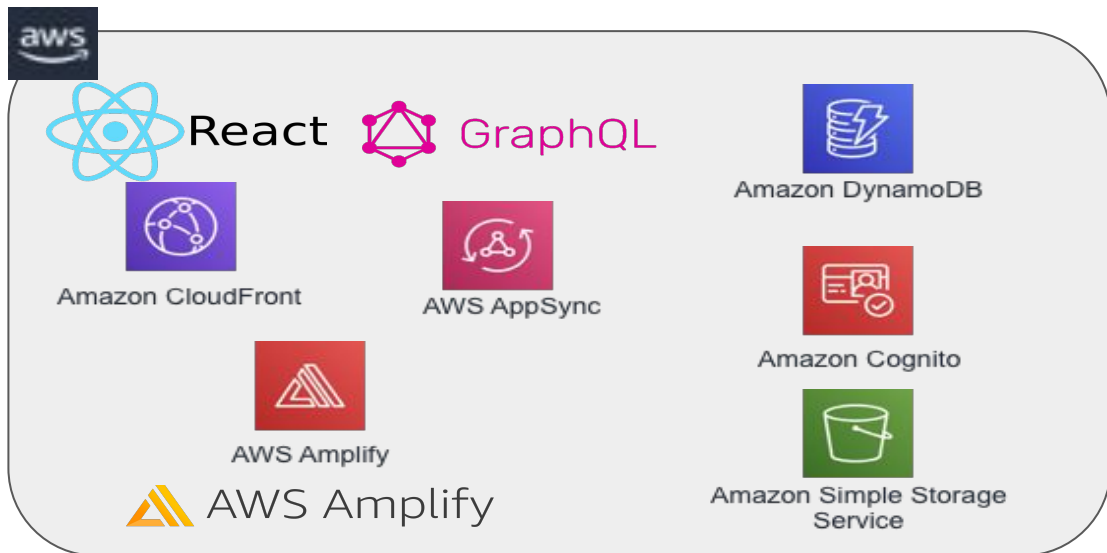 aws
React
GraphQL
Amazon DynamoDB
Amazon CloudFront
AWS AppSync
Amazon Cognito
AWS Amplify
AWS Amplify
Amazon Simple Storage
Service